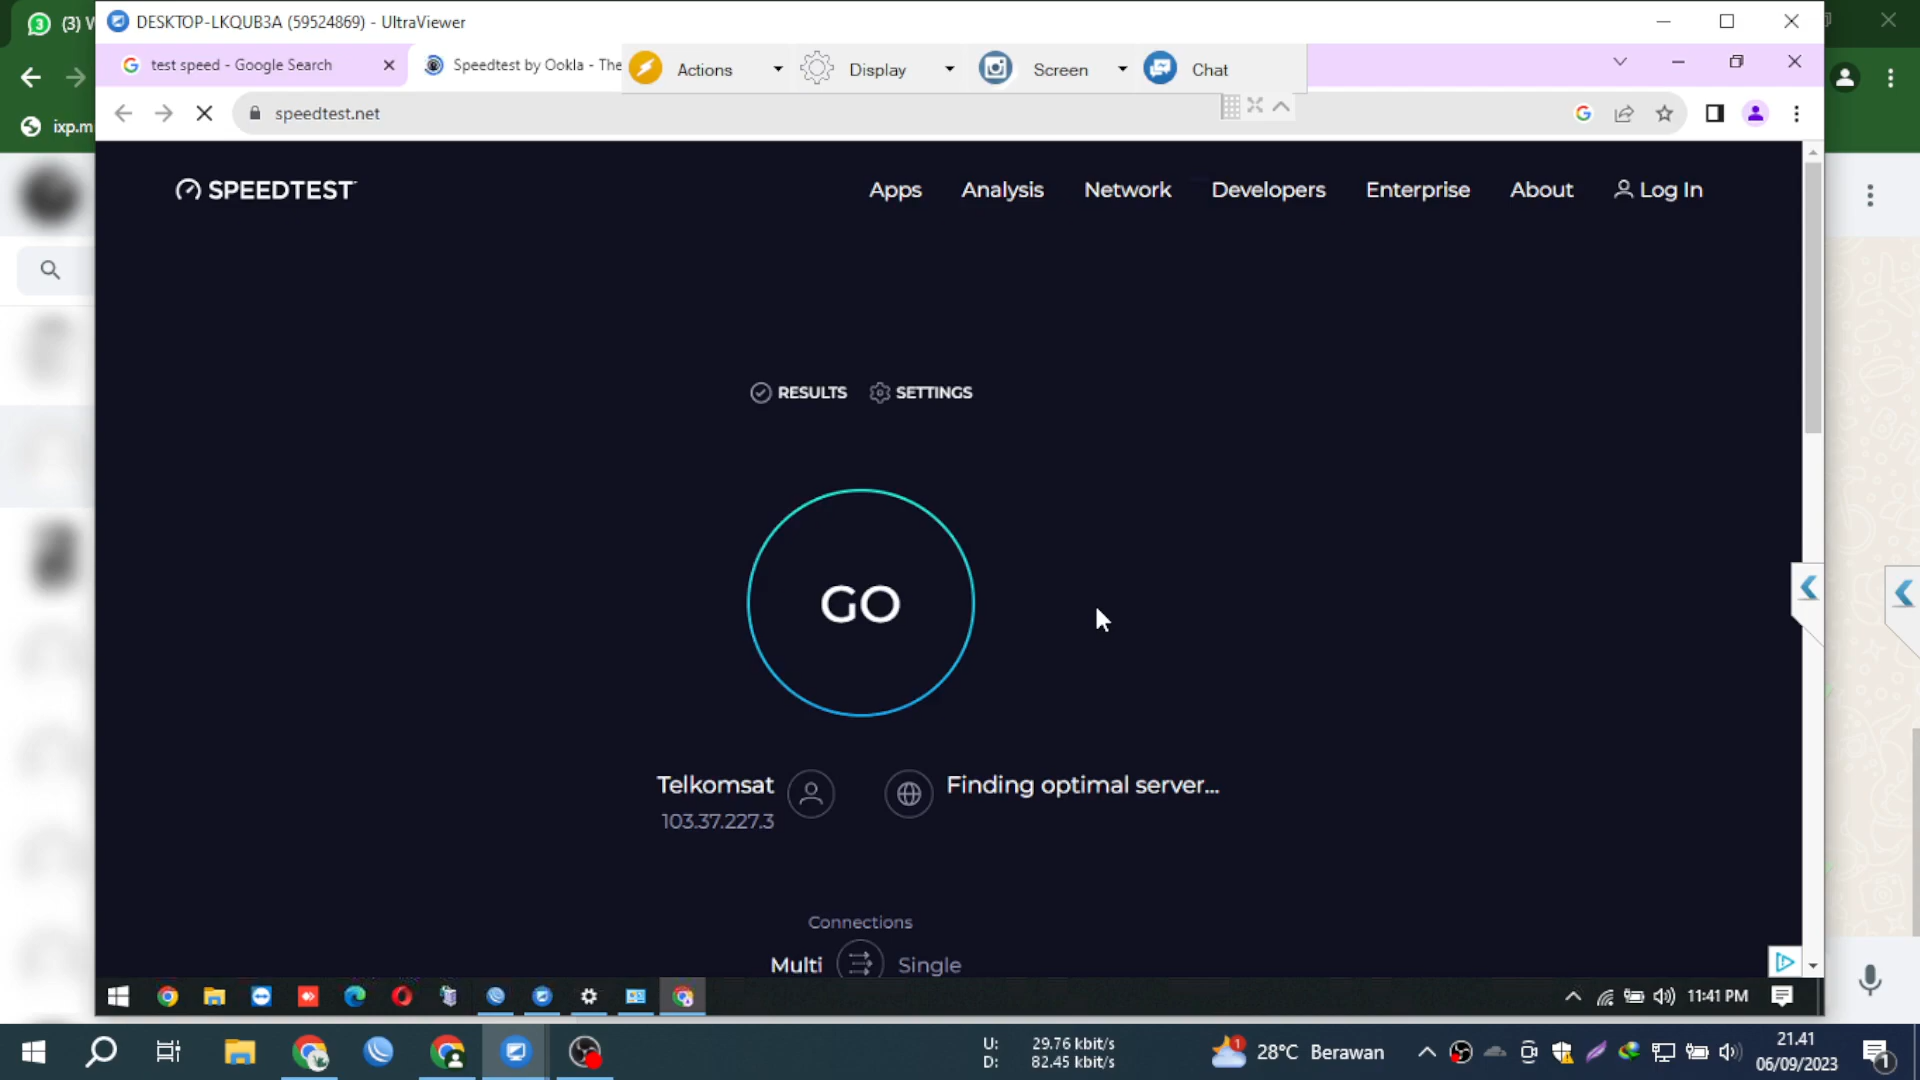 (3) W
DESKTOP-LKQUB3A (59524869) - UltraViewer
test speed - Google Search
Speedtest by Ookla - The
Actions
Display
Screen
Chat
speedtest.net
ixp.m
SPEEDTEST
Apps
Analysis
Network
Developers
Enterprise
About
Log In
RESULTS
SETTINGS
GO
Telkomsat
103.37.227.3
Finding optimal server...
Connections
Multi
Single
11:41 PM
U: 29.76 kbit/s
D: 82.45 kbit/s
1
28°C Berawan
21.41
06/09/2023
1